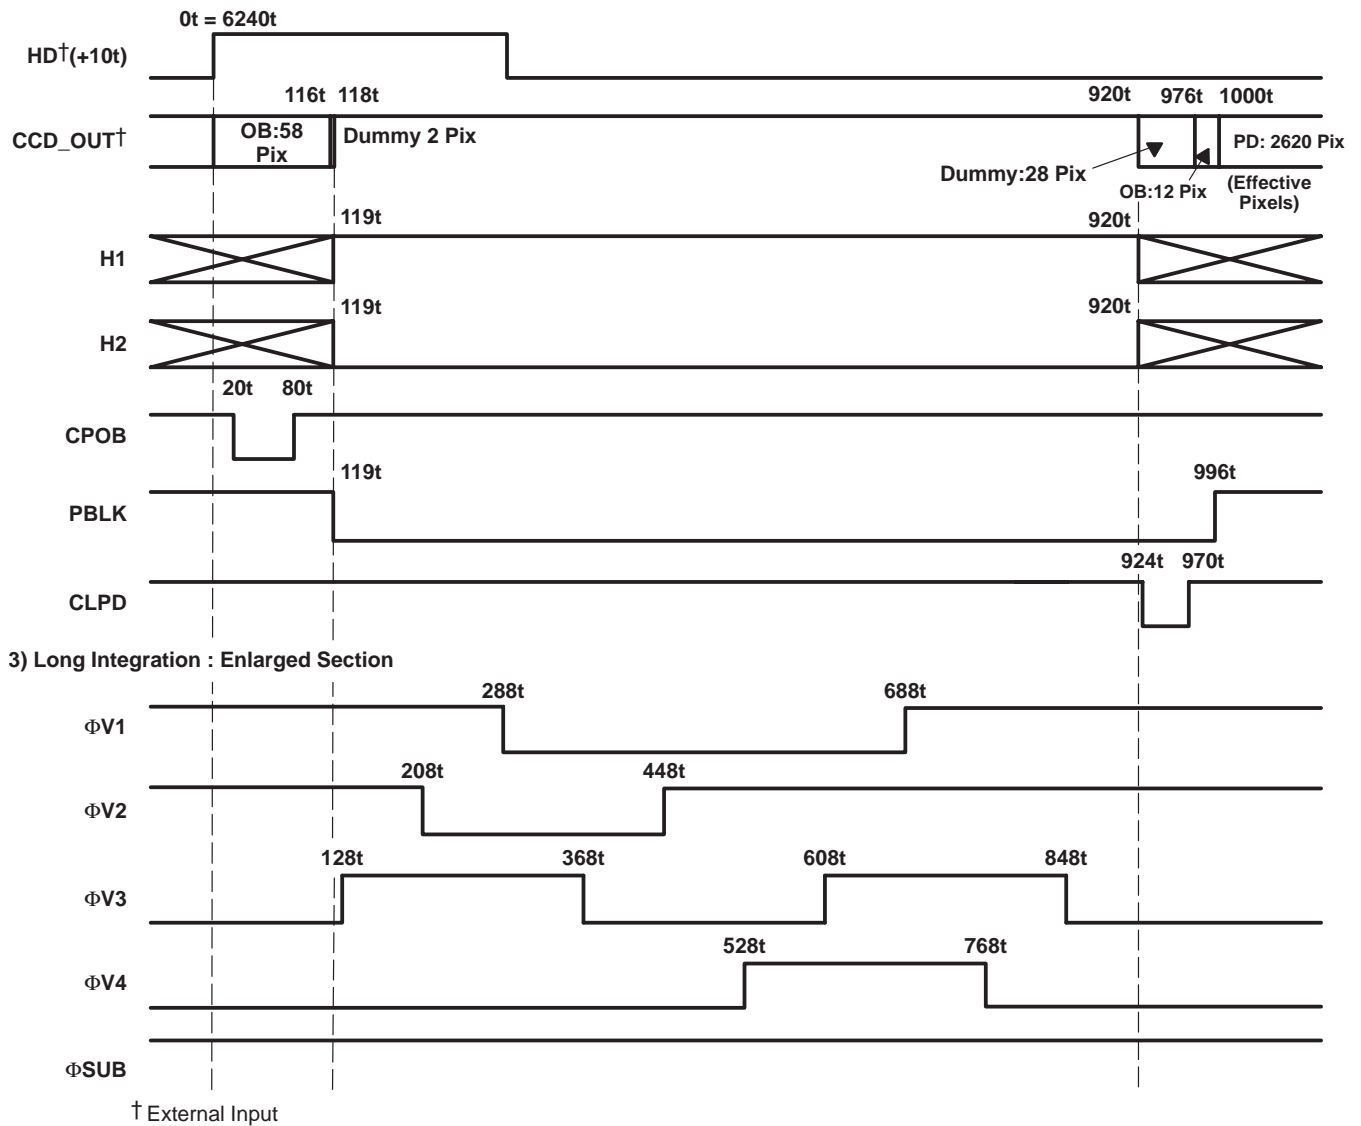 0t = 6240t
HD†(+10t)
116t 118t 920t 976t 1000t
CCD_OUT†
OB:58
Pix
Dummy 2 Pix
PD: 2620 Pix
Dummy:28 Pix
OB:12 Pix
(Effective
Pixels)
119t 920t
H1
119t 920t
H2
20t 80t
CPOB
119t 996t
PBLK
924t 970t
CLPD
3) Long Integration : Enlarged Section
288t 688t
ΦV1
208t 448t
ΦV2
128t 368t 608t 848t
ΦV3
528t 768t
ΦV4
ΦSUB
† External Input